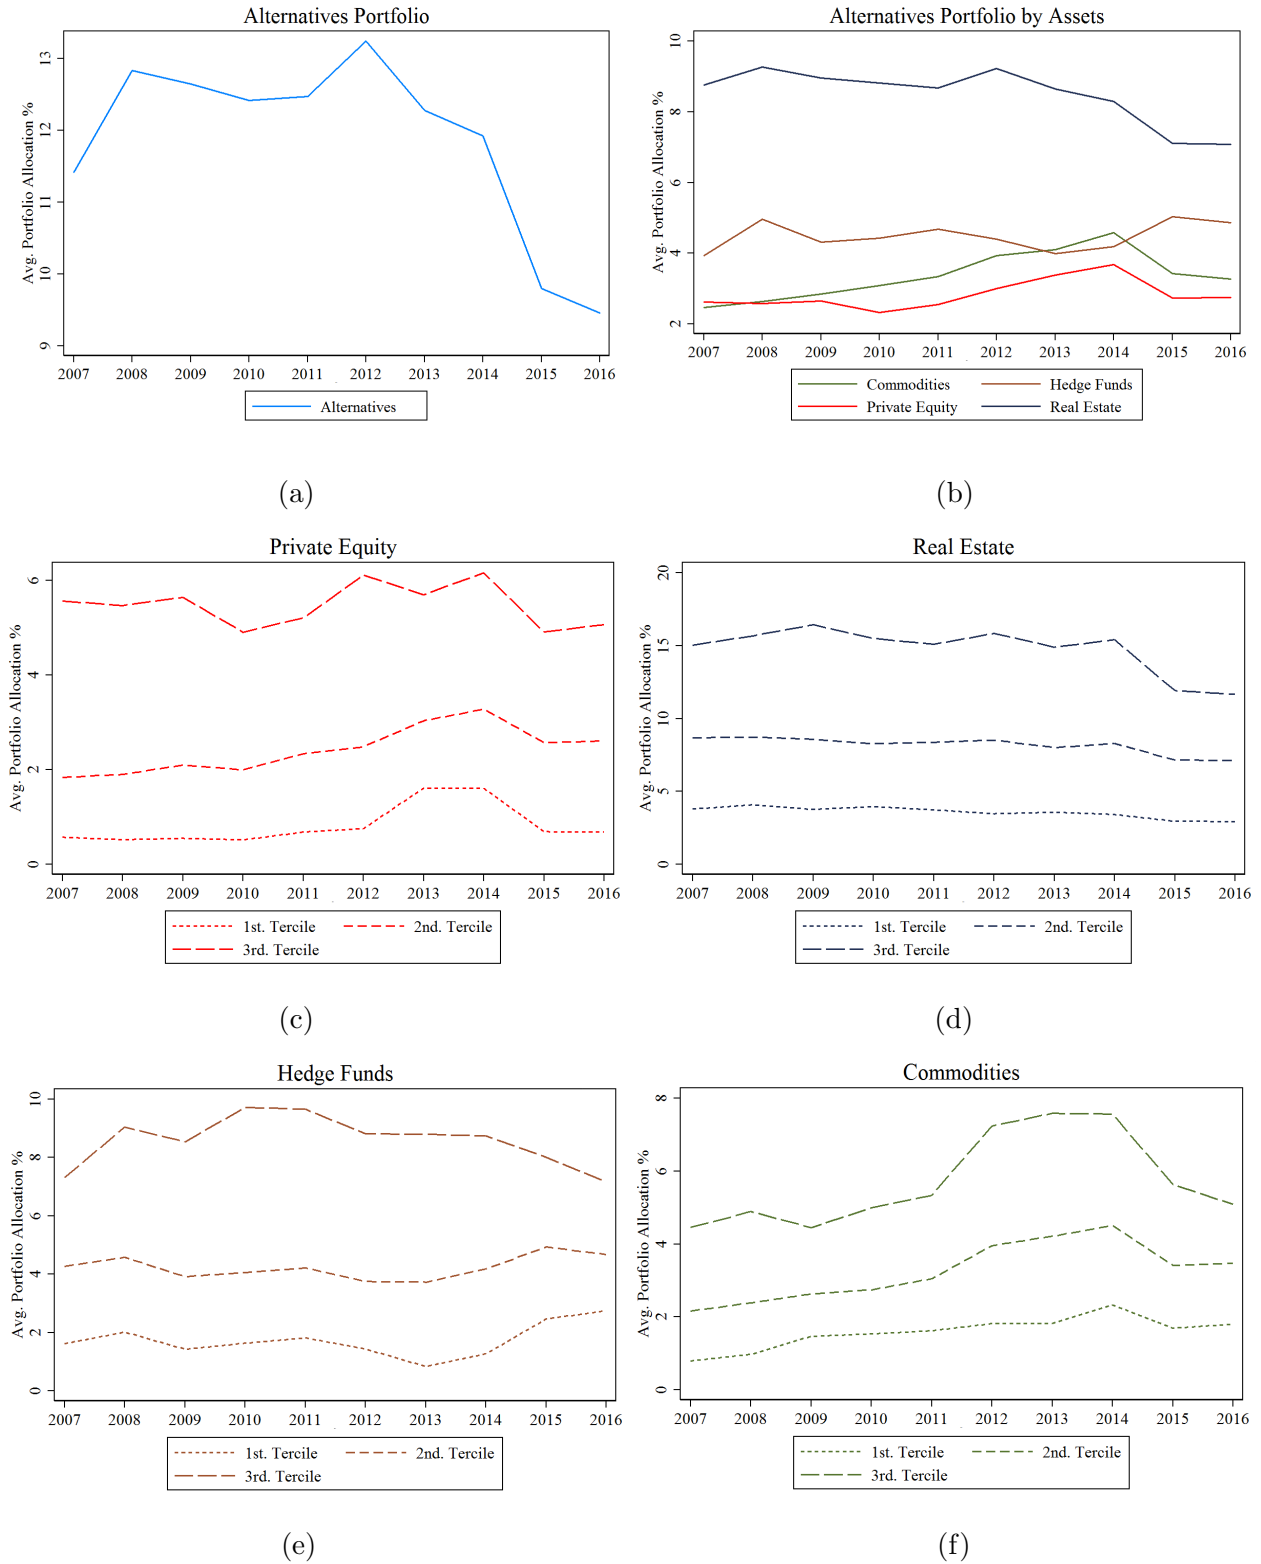 Alternatives Portfolio
Avg. Portfolio Allocation %
13
12
11
10
9
2007 2008 2009 2010 2011 2012 2013 2014 2015 2016
Alternatives
(a)
Alternatives Portfolio by Assets
Avg. Portfolio Allocation %
10
8
6
4
2
2007 2008 2009 2010 2011 2012 2013 2014 2015 2016
Commodities Hedge Funds
Private Equity Real Estate
(b)
Private Equity
Avg. Portfolio Allocation %
6
4
2
0
2007 2008 2009 2010 2011 2012 2013 2014 2015 2016
1st. Tercile 2nd. Tercile
3rd. Tercile
(c)
Real Estate
Avg. Portfolio Allocation %
20
15
10
5
0
2007 2008 2009 2010 2011 2012 2013 2014 2015 2016
1st. Tercile 2nd. Tercile
3rd. Tercile
(d)
Hedge Funds
Avg. Portfolio Allocation %
10
8
6
4
2
0
2007 2008 2009 2010 2011 2012 2013 2014 2015 2016
1st. Tercile 2nd. Tercile
3rd. Tercile
(e)
Commodities
Avg. Portfolio Allocation %
8
6
4
2
0
2007 2008 2009 2010 2011 2012 2013 2014 2015 2016
1st. Tercile 2nd. Tercile
3rd. Tercile
(f)